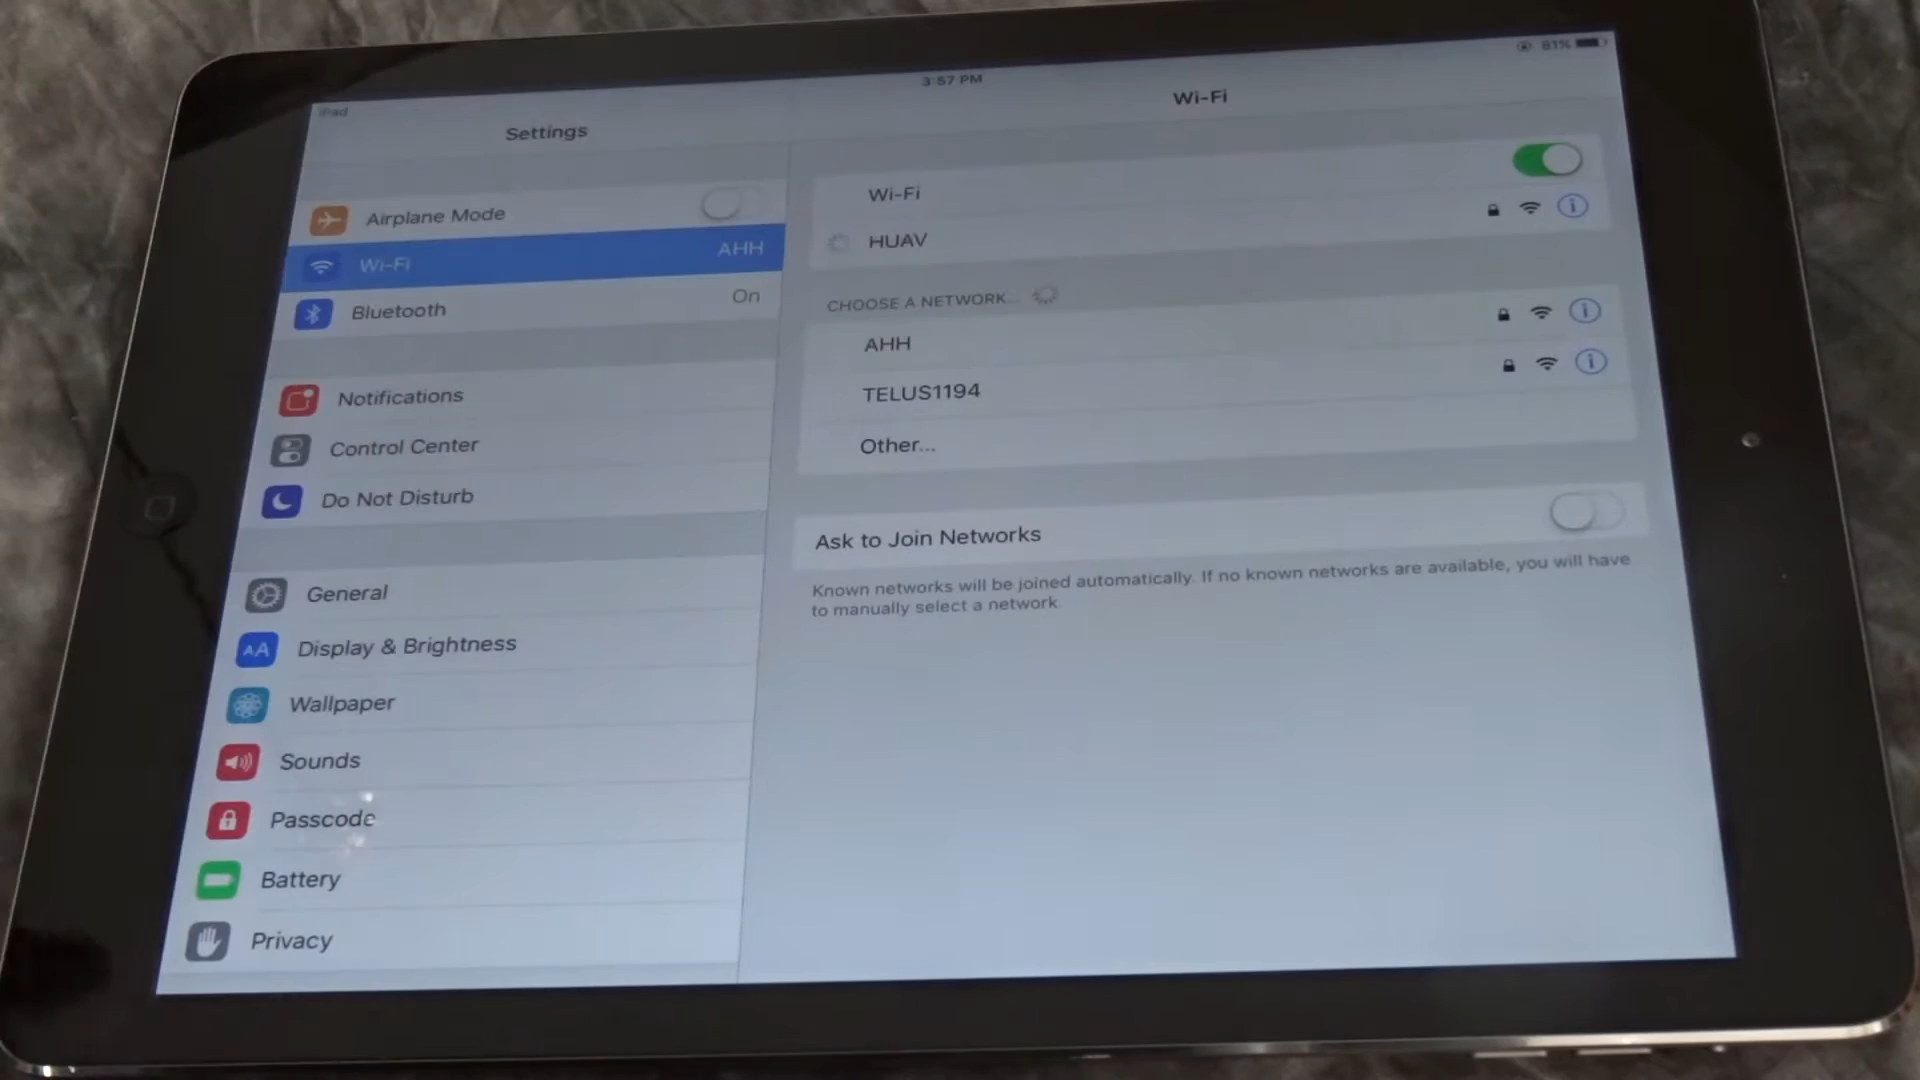 iPad
3:57 PM
81%
Settings
Wi-Fi
Airplane Mode
Wi-Fi AHH
Bluetooth On
Notifications
Control Center
Do Not Disturb
General
Display & Brightness
AA
Wallpaper
Sounds
Passcode
Battery
Privacy
Wi-Fi
HUAV
CHOOSE A NETWORK...
AHH
TELUS1194
Other...
Ask to Join Networks
Known networks will be joined automatically. If no known networks are available, you will have
to manually select a network.